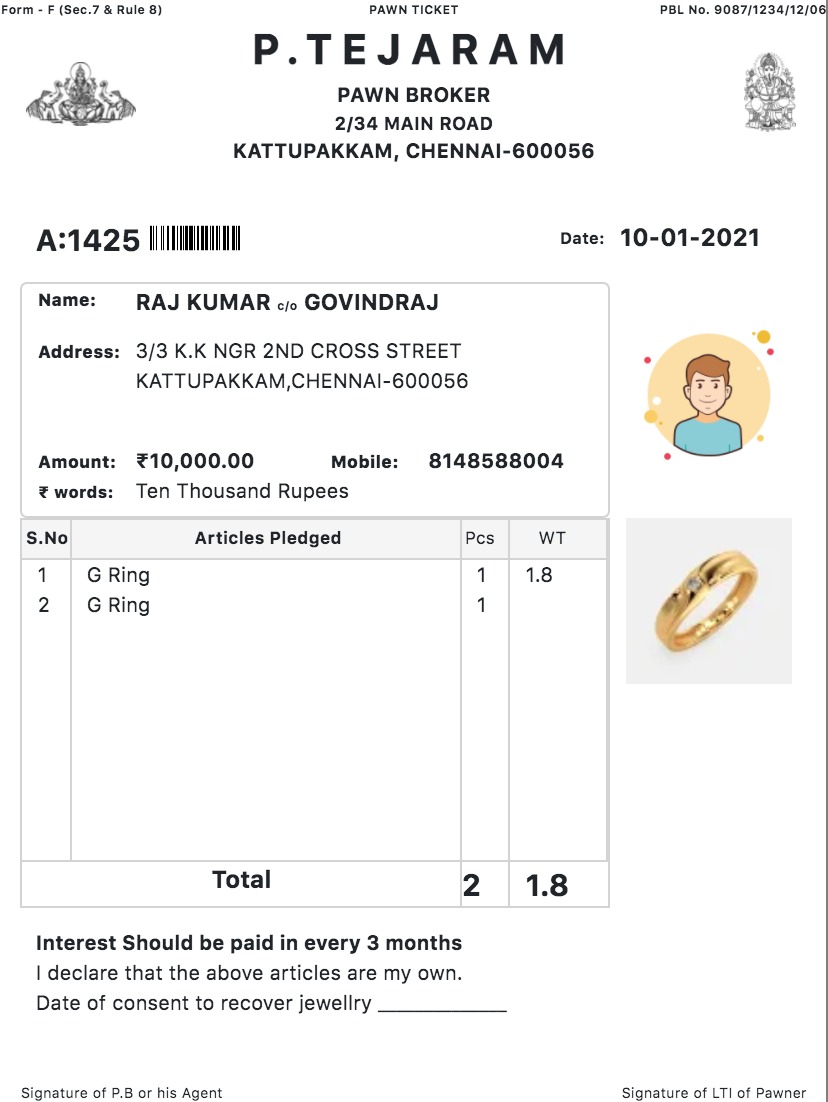 Form - F (Sec.7 & Rule 8) PAWN TICKET PBL No. 9087/1234/12/06
P.TEJARAM
PAWN BROKER
2/34 MAIN ROAD
KATTUPAKKAM, CHENNAI-600056
A:1425 Date: 10-01-2021
Name: RAJ KUMAR c/o GOVINDRAJ
Address: 3/3 K.K NGR 2ND CROSS STREET
KATTUPAKKAM,CHENNAI-600056
Amount: ₹10,000.00 Mobile: 8148588004
₹ words: Ten Thousand Rupees
S.No Articles Pledged Pcs WT
1 G Ring 1 1.8
2 G Ring 1
Total 2 1.8
Interest Should be paid in every 3 months
I declare that the above articles are my own.
Date of consent to recover jewellry _____________
Signature of P.B or his Agent Signature of LTI of Pawner